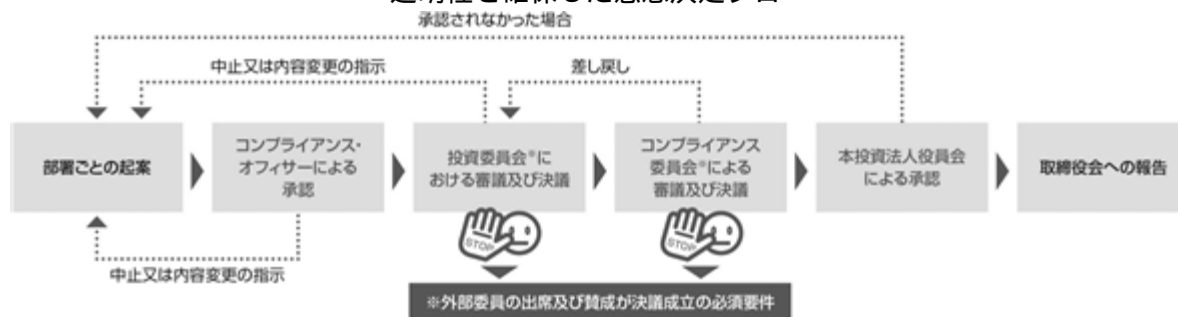 承認されなかった場合
中止又は内容変更の指示
差し戻し
部署ごとの起案
コンプライアンス・
オフィサーによる
承認
投資委員会※に
おける審議及び決議
コンプライアンス
委員会※による
審議及び決議
本投資法人役員会
による承認
取締役会への報告
STOP
STOP
中止又は内容変更の指示
※外部委員の出席及び賛成が決議成立の必須要件